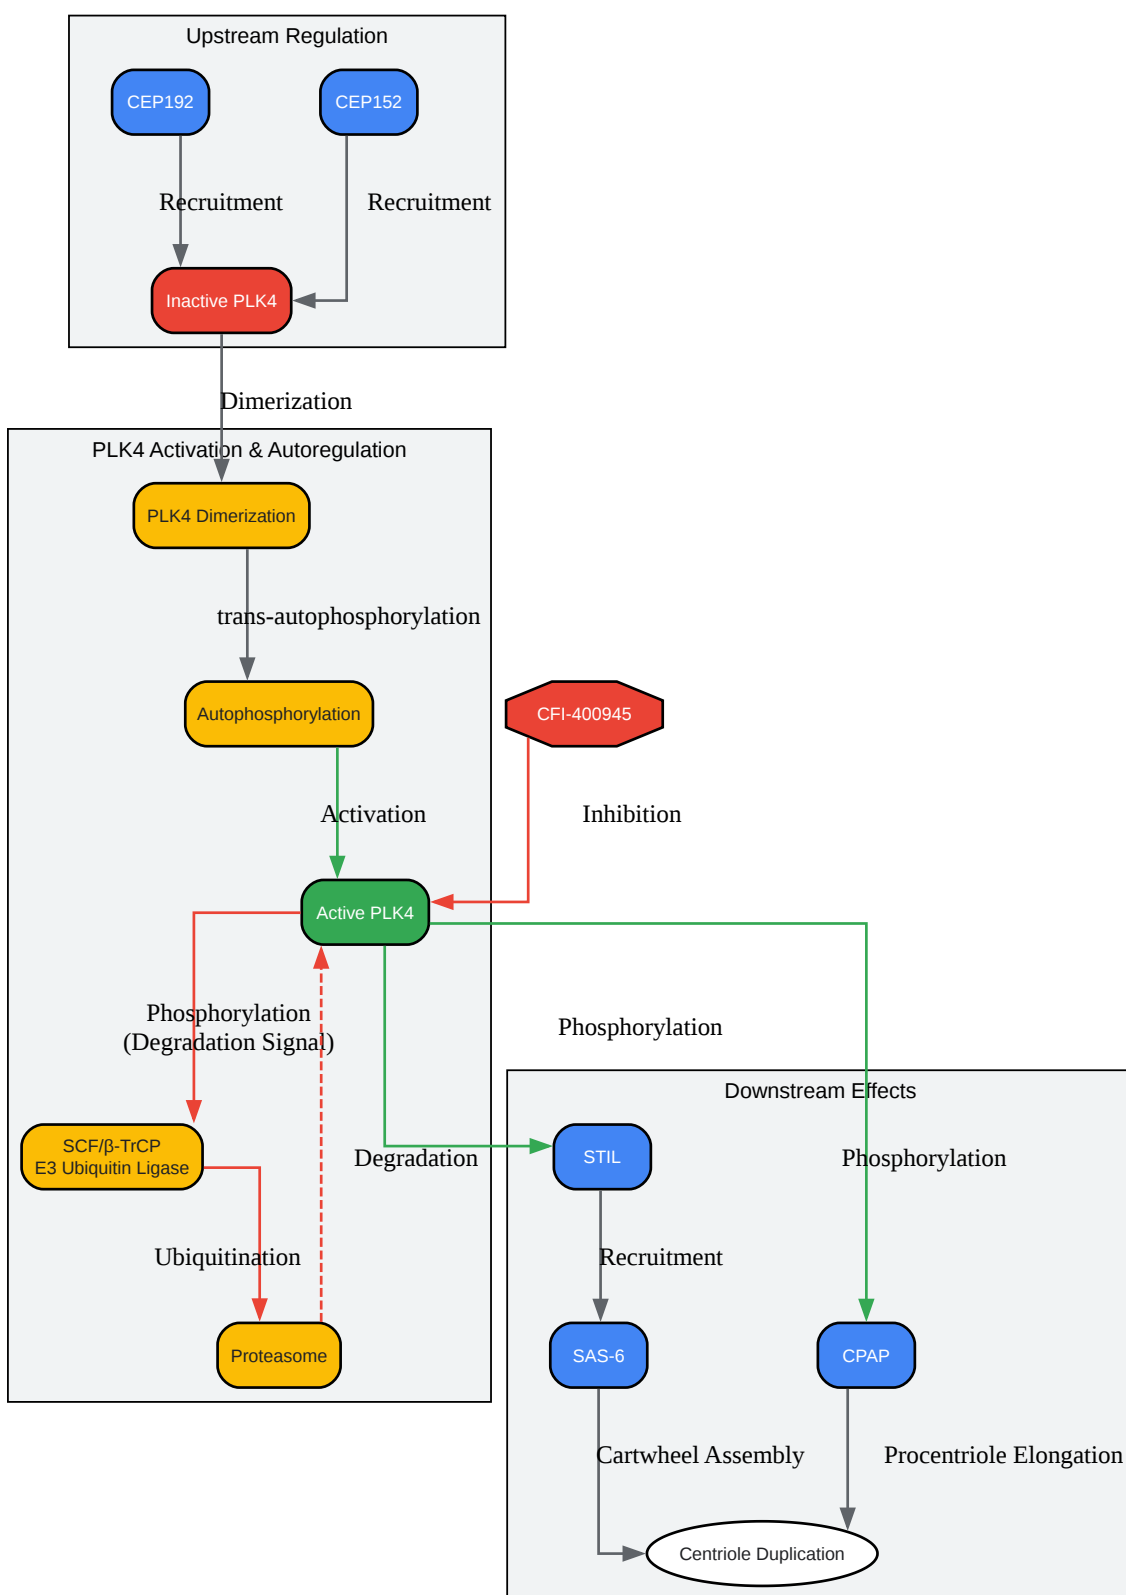 Upstream Regulation
CEP192
CEP152
Recruitment
Recruitment
Inactive PLK4
Dimerization
PLK4 Activation & Autoregulation
PLK4 Dimerization
trans-autophosphorylation
Autophosphorylation
CFI-400945
Activation
Inhibition
Active PLK4
Phosphorylation
(Degradation Signal)
Phosphorylation
Downstream Effects
SCF/β-TrCP
E3 Ubiquitin Ligase
Degradation
STIL
Phosphorylation
Ubiquitination
Recruitment
Proteasome
SAS-6
CPAP
Cartwheel Assembly
Procentriole Elongation
Centriole Duplication